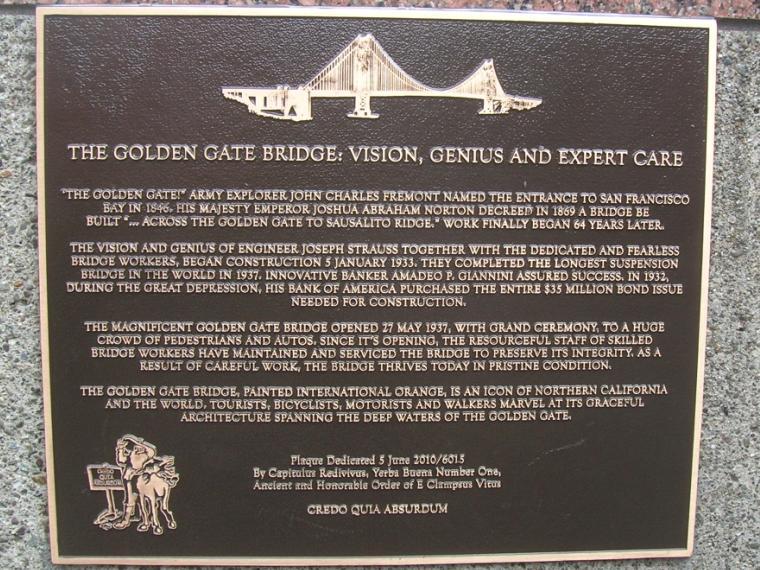 THE GOLDEN GATE BRIDGE: VISION, GENIUS AND EXPERT CARE
"THE GOLDEN GATE!" ARMY EXPLORER JOHN CHARLES FREMONT NAMED THE ENTRANCE TO SAN FRANCISCO
BAY IN 1846. HIS MAJESTY EMPEROR JOSHUA ABRAHAM NORTON DECREED IN 1869 A BRIDGE BE
BUILT "... ACROSS THE GOLDEN GATE TO SAUSALITO RIDGE." WORK FINALLY BEGAN 64 YEARS LATER.
THE VISION AND GENIUS OF ENGINEER JOSEPH STRAUSS TOGETHER WITH THE DEDICATED AND FEARLESS
BRIDGE WORKERS, BEGAN CONSTRUCTION 5 JANUARY 1933. THEY COMPLETED THE LONGEST SUSPENSION
BRIDGE IN THE WORLD IN 1937. INNOVATIVE BANKER AMADEO P. GIANNINI ASSURED SUCCESS. IN 1932,
DURING THE GREAT DEPRESSION, HIS BANK OF AMERICA PURCHASED THE ENTIRE $35 MILLION BOND ISSUE
NEEDED FOR CONSTRUCTION.
THE MAGNIFICENT GOLDEN GATE BRIDGE OPENED 27 MAY 1937, WITH GRAND CEREMONY, TO A HUGE
CROWD OF PEDESTRIANS AND AUTOS. SINCE IT'S OPENING, THE RESOURCEFUL STAFF OF SKILLED
BRIDGE WORKERS HAVE MAINTAINED AND SERVICED THE BRIDGE TO PRESERVE ITS INTEGRITY. AS A
RESULT OF CAREFUL WORK, THE BRIDGE THRIVES TODAY IN PRISTINE CONDITION.
THE GOLDEN GATE BRIDGE, PAINTED INTERNATIONAL ORANGE, IS AN ICON OF NORTHERN CALIFORNIA
AND THE WORLD. TOURISTS, BICYCLISTS, MOTORISTS AND WALKERS MARVEL AT ITS GRACEFUL
ARCHITECTURE SPANNING THE DEEP WATERS OF THE GOLDEN GATE.
Plaque Dedicated 5 June 2010/6015
By Capitulus Redivivus, Yerba Buena Number One,
Ancient and Honorable Order of E Clampsus Vitus
CREDO QUIA ABSURDUM
CREDO
QUIA
ABSURDUM